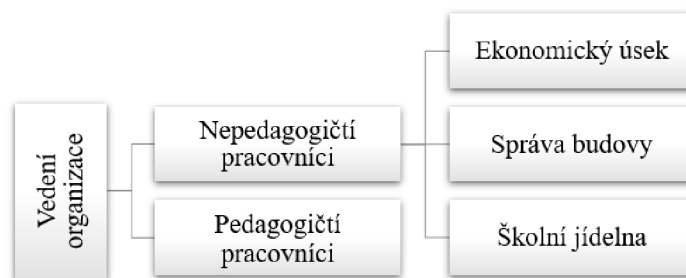 Vedení
organizace
Nepedagogičtí
pracovníci
Pedagogičtí
pracovníci
Ekonomický úsek
Správa budovy
Školní jídelna